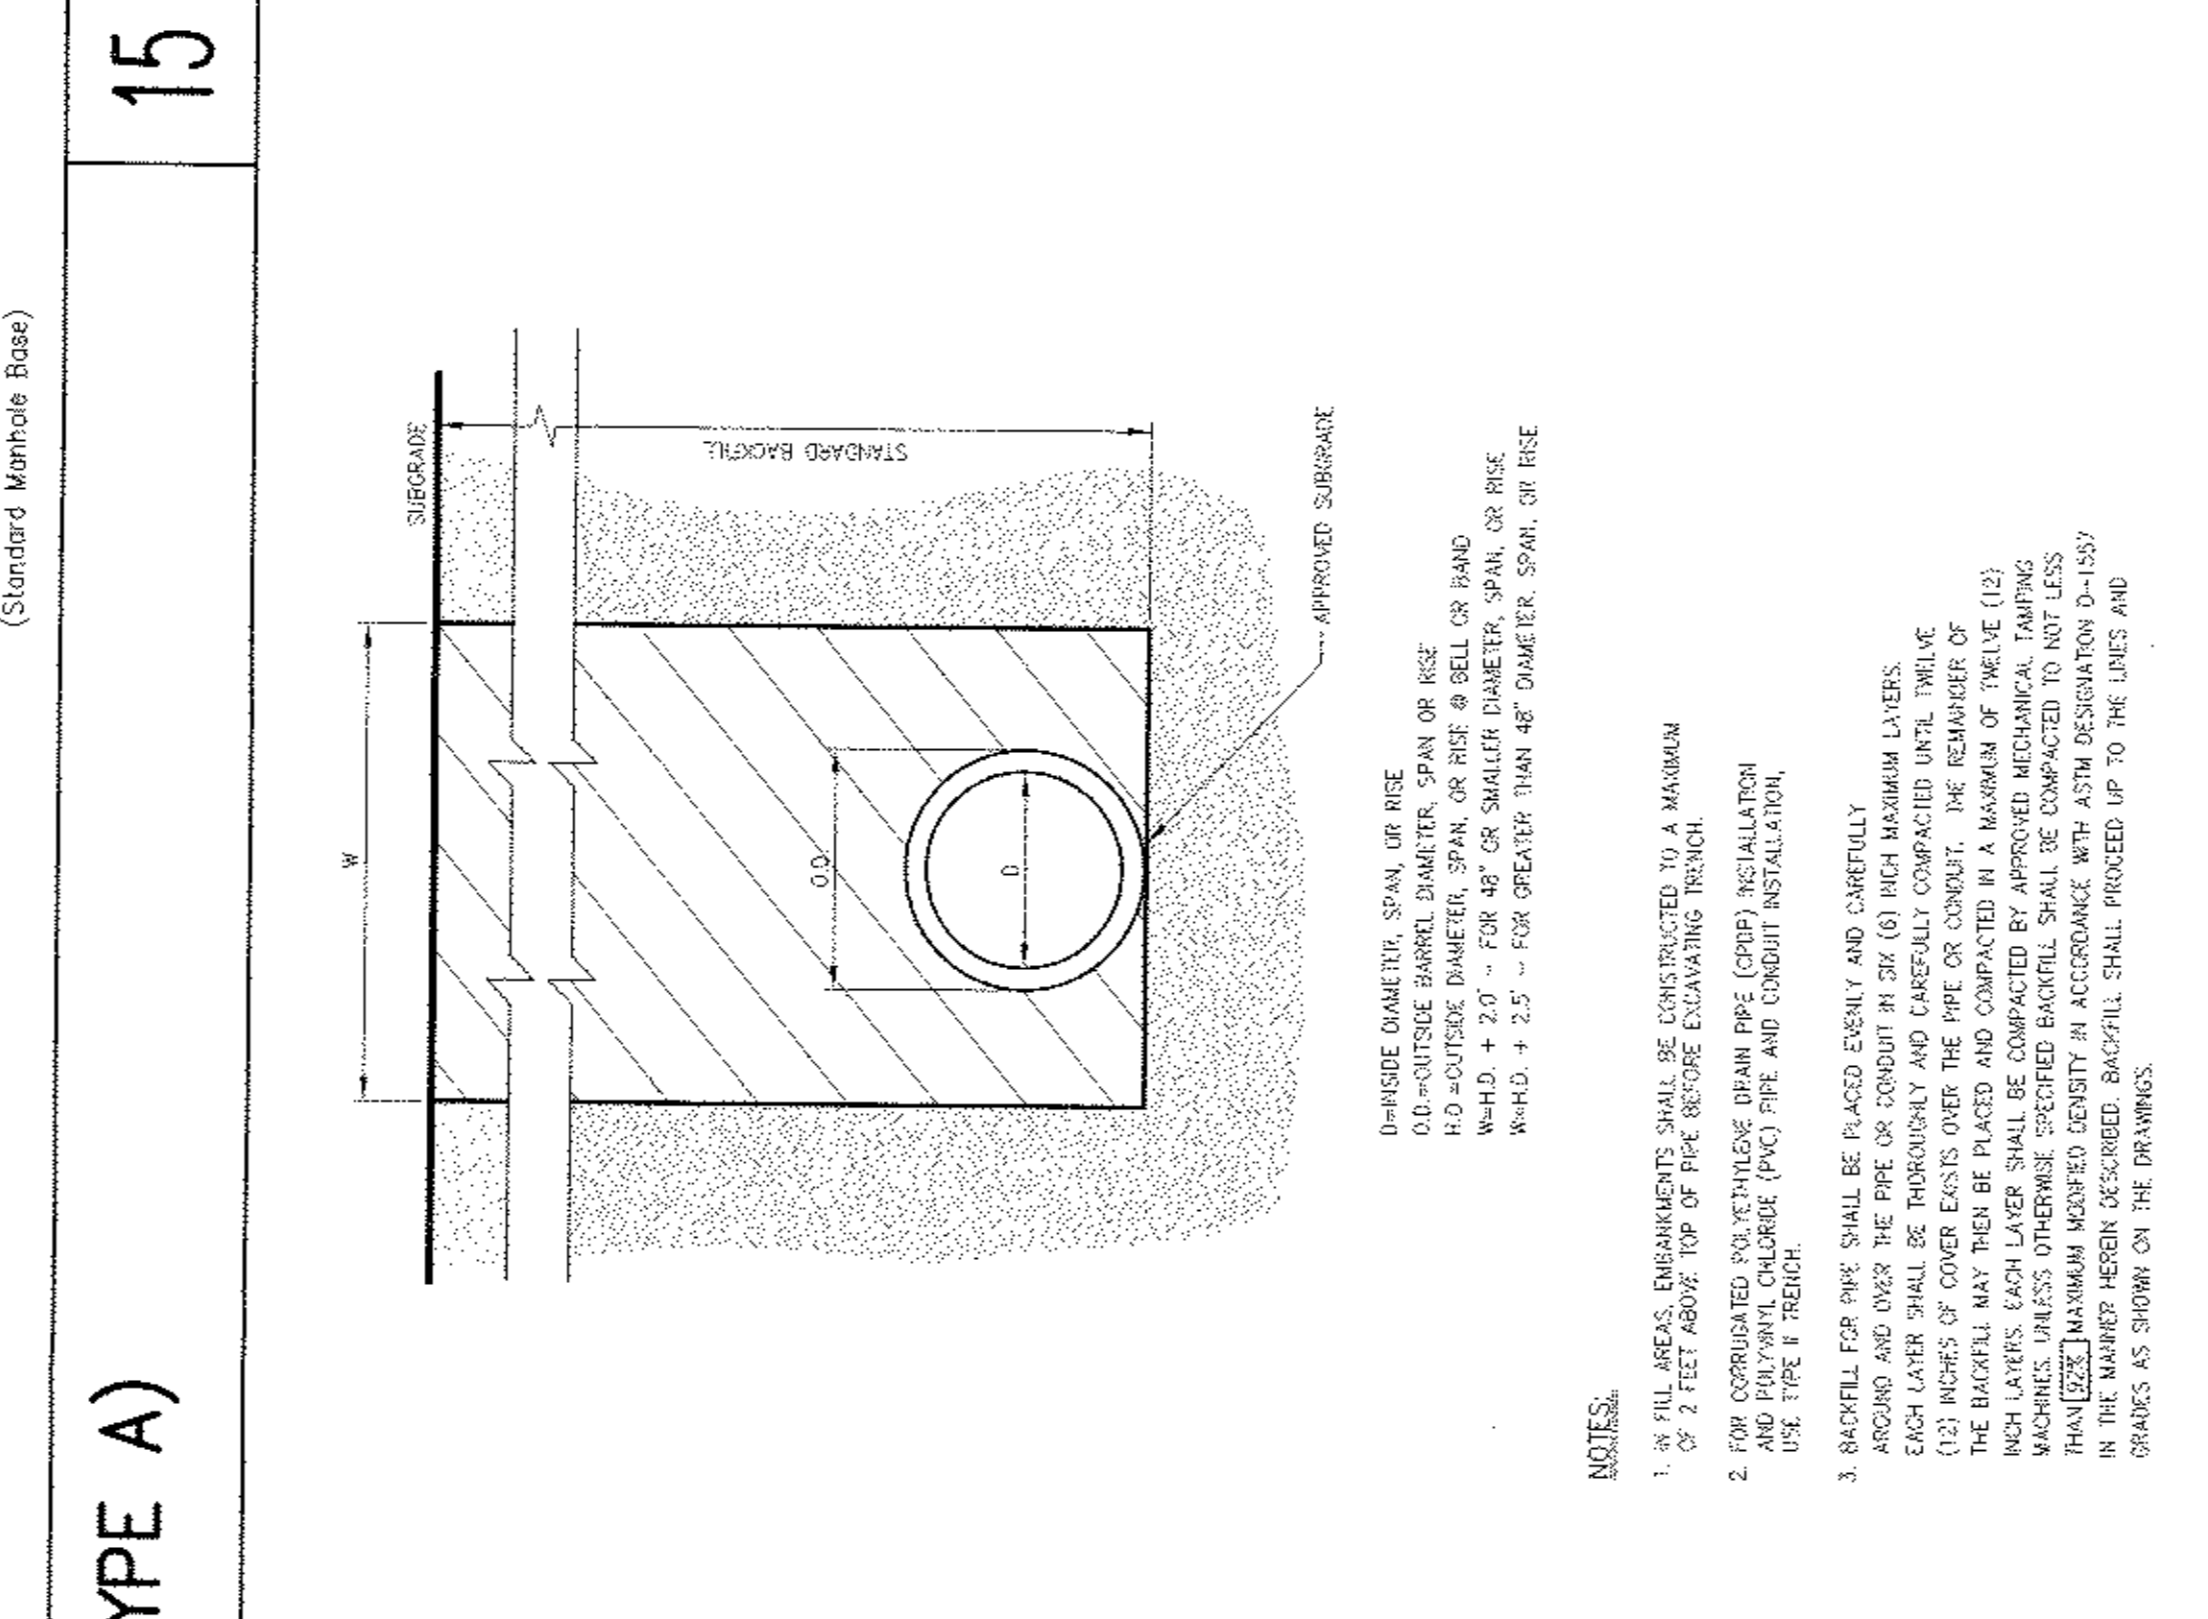 (Standard Manhole Base)
15
YPE A)
W
SUBGRADE
STANDARD BACKFILL
O.D.
D
APPROVED SUBGRADE
D=INSIDE DIAMETER, SPAN, OR RISE
O.D.=OUTSIDE BARREL DIAMETER, SPAN OR RISE
H.D =OUTSIDE DIAMETER, SPAN, OR RISE @ BELL OR BAND
W=H.D. + 2.0' - FOR 48" OR SMALLER DIAMETER, SPAN, OR RISE
W=H.D. + 2.5' - FOR GREATER THAN 48" DIAMETER, SPAN, OR RISE
NOTES:
1. IN FILL AREAS, EMBANKMENTS SHALL BE CONSTRUCTED TO A MAXIMUM
OF 2 FEET ABOVE TOP OF PIPE BEFORE EXCAVATING TRENCH.
2. FOR CORRUGATED POLYETHYLENE DRAIN PIPE (CPDP) INSTALLATION
AND POLYVINYL CHLORIDE (PVC) PIPE AND CONDUIT INSTALLATION,
USE TYPE II TRENCH.
3. BACKFILL FOR PIPE SHALL BE PLACED EVENLY AND CAREFULLY
AROUND AND OVER THE PIPE OR CONDUIT IN SIX (6) INCH MAXIMUM LAYERS.
EACH LAYER SHALL BE THOROUGHLY AND CAREFULLY COMPACTED UNTIL TWELVE
(12) INCHES OF COVER EXISTS OVER THE PIPE OR CONDUIT. THE REMAINDER OF
THE BACKFILL MAY THEN BE PLACED AND COMPACTED IN A MAXIMUM OF TWELVE (12)
INCH LAYERS. EACH LAYER SHALL BE COMPACTED BY APPROVED MECHANICAL TAMPING
MACHINES. UNLESS OTHERWISE SPECIFIED BACKFILL SHALL BE COMPACTED TO NOT LESS
THAN 92% MAXIMUM MODIFIED DENSITY IN ACCORDANCE WITH ASTM DESIGNATION D-1557
IN THE MANNER HEREIN DESCRIBED. BACKFILL SHALL PROCEED UP TO THE LINES AND
GRADES AS SHOWN ON THE DRAWINGS.